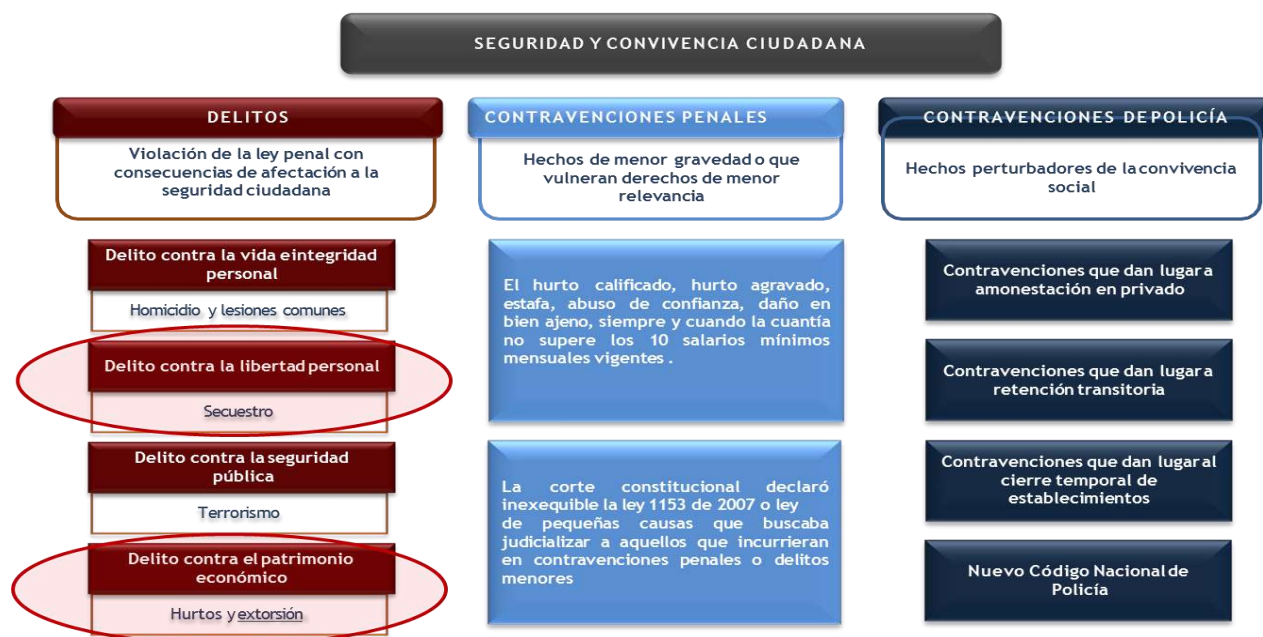 SEGURIDAD Y CONVIVENCIA CIUDADANA
DELITOS
Violación de la ley penal con
consecuencias de afectación a la
seguridad ciudadana
Delito contra la vida e integridad
personal
Homicidio y lesiones comunes
Delito contra la libertad personal
Secuestro
Delito contra la seguridad
pública
Terrorismo
Delito contra el patrimonio
económico
Hurtos y extorsión
CONTRAVENCIONES PENALES
Hechos de menor gravedad o que
vulneran derechos de menor
relevancia
El hurto calificado, hurto agravado,
estafa, abuso de confianza, daño en
bien ajeno, siempre y cuando la cuantía
no supere los 10 salarios mínimos
mensuales vigentes .
La corte constitucional declaró
inexequible la ley 1153 de 2007 o ley
de pequeñas causas que buscaba
judicializar a aquellos que incurrieran
en contravenciones penales o delitos
menores
CONTRAVENCIONES DE POLICÍA
Hechos perturbadores de la convivencia
social
Contravenciones que dan lugar a
amonestación en privado
Contravenciones que dan lugar a
retención transitoria
Contravenciones que dan lugar al
cierre temporal de
establecimientos
Nuevo Código Nacional de
Policía